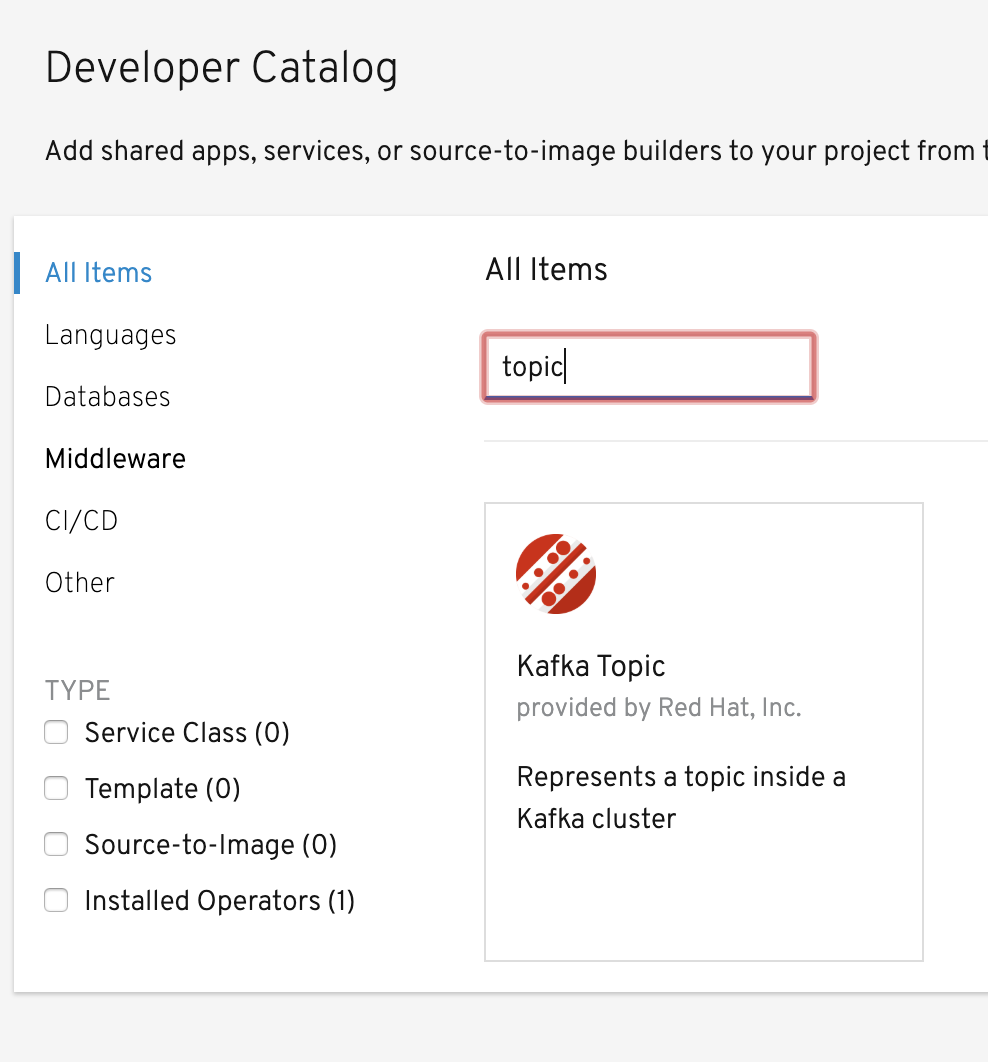 Developer Catalog
Add shared apps, services, or source-to-image builders to your project from
All Items
Languages
Databases
Middleware
CI/CD
Other
TYPE
Service Class (0)
Template (0)
Source-to-Image (0)
Installed Operators (1)
All Items
topic
Kafka Topic
provided by Red Hat, Inc.
Represents a topic inside a
Kafka cluster